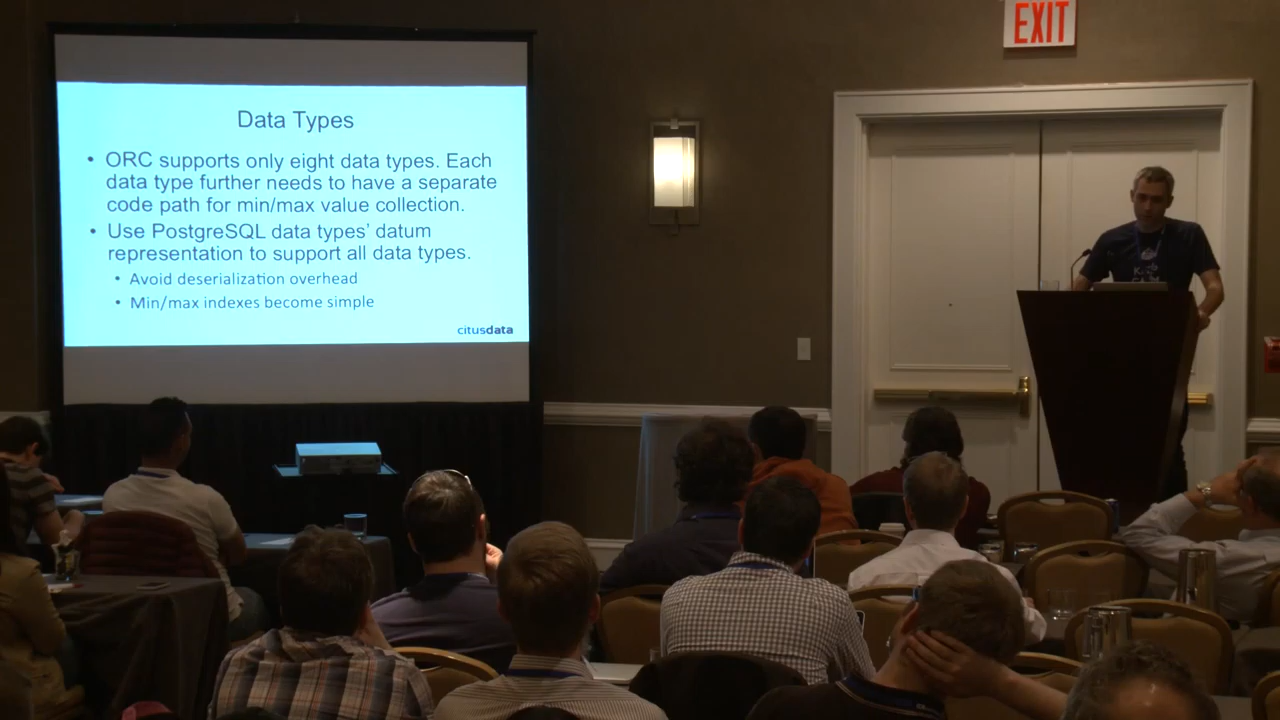 EXIT
Data Types
• ORC supports only eight data types. Each
data type further needs to have a separate
code path for min/max value collection.
• Use PostgreSQL data types’ datum
representation to support all data types.
• Avoid deserialization overhead
• Min/max indexes become simple
citusdata